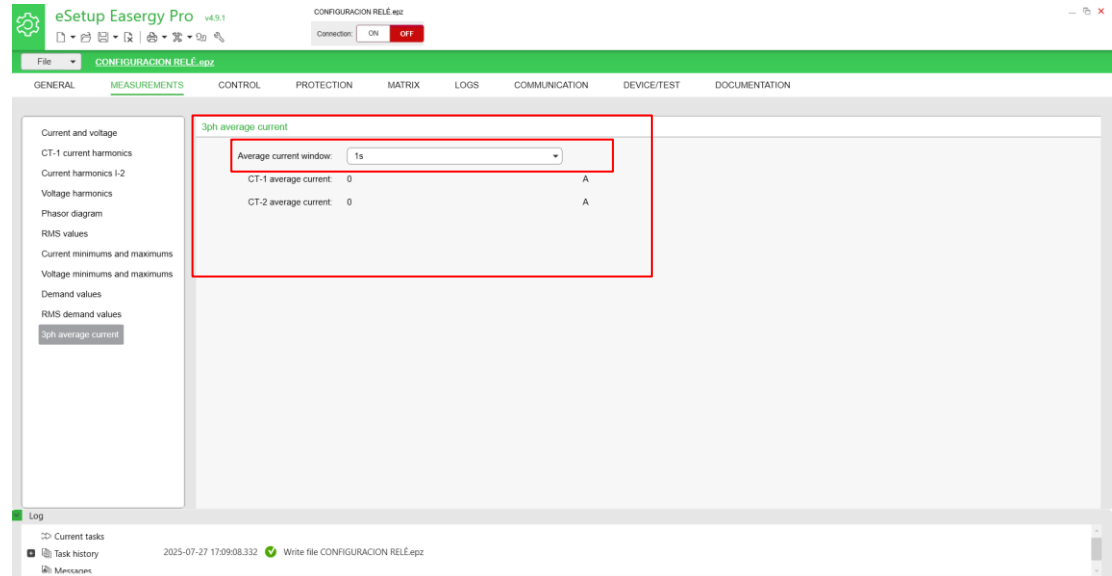 eSetup Easergy Pro v4.9.1
CONFIGURACION RELÉ.epz
Connection: ON OFF
File CONFIGURACION RELÉ.epz
GENERAL MEASUREMENTS CONTROL PROTECTION MATRIX LOGS COMMUNICATION DEVICE/TEST DOCUMENTATION
Current and voltage
CT-1 current harmonics
Current harmonics I-2
Voltage harmonics
Phasor diagram
RMS values
Current minimums and maximums
Voltage minimums and maximums
Demand values
RMS demand values
3ph average current
3ph average current
Average current window: 1s
CT-1 average current: 0 A
CT-2 average current: 0 A
Log
Current tasks
Task history
Messages
2025-07-27 17:09:08.332 Write file CONFIGURACION RELÉ.epz